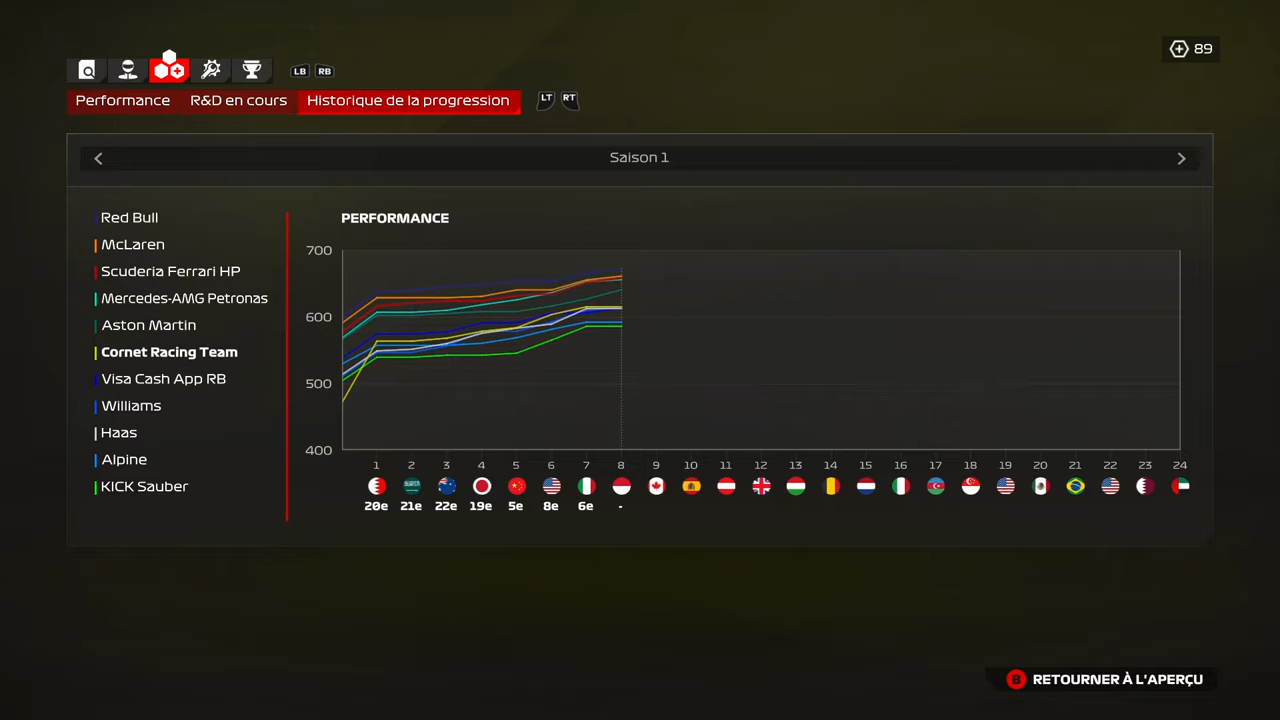 89
LB RB
Performance R&D en cours Historique de la progression LT RT
Saison 1
Red Bull
McLaren
Scuderia Ferrari HP
Mercedes-AMG Petronas
Aston Martin
Cornet Racing Team
Visa Cash App RB
Williams
Haas
Alpine
KICK Sauber
PERFORMANCE
700
600
500
400
1 2 3 4 5 6 7 8 9 10 11 12 13 14 15 16 17 18 19 20 21 22 23 24
20e 21e 22e 19e 5e 8e 6e -
B RETOURNER À L'APERÇU